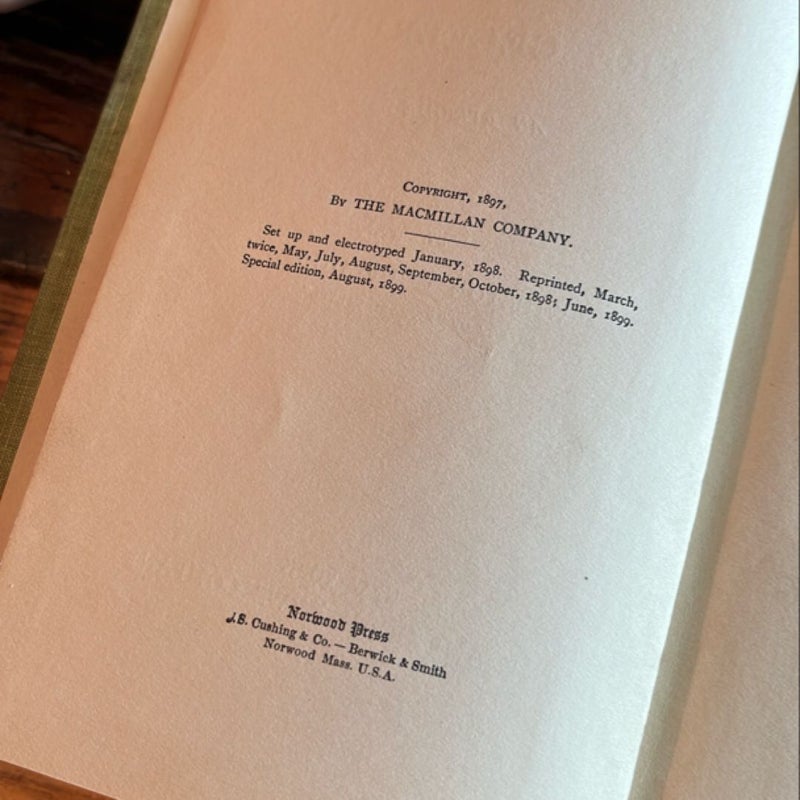 Copyright, 1897,
By THE MACMILLAN COMPANY.
Set up and electrotyped January, 1898. Reprinted, March,
twice, May, July, August, September, October, 1898; June, 1899.
Special edition, August, 1899.
Norwood Press
J. S. Cushing & Co. — Berwick & Smith
Norwood Mass. U.S.A.